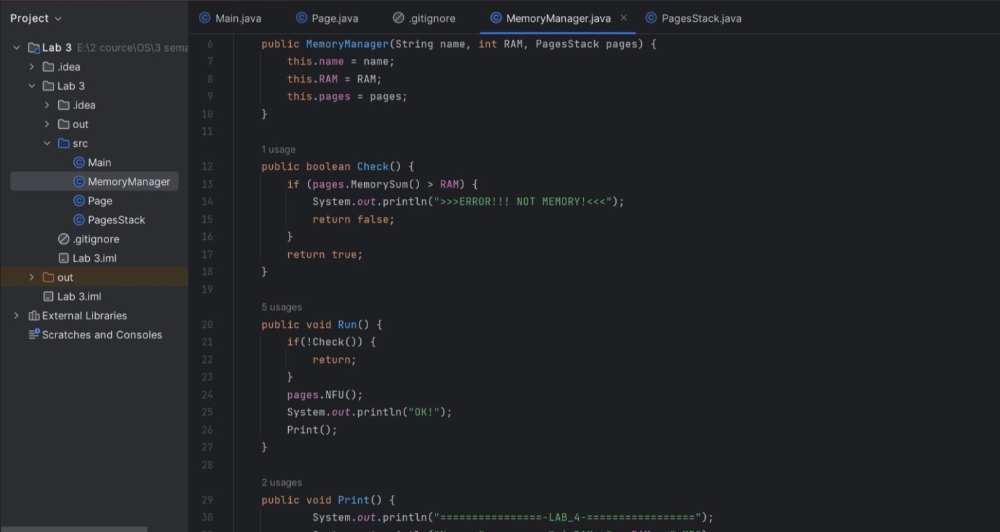 Project
Main.java
Page.java
.gitignore
MemoryManager.java
PagesStack.java
Lab 3 E:\2 cource\OS\3 sema
.idea
Lab 3
.idea
out
src
Main
MemoryManager
Page
PagesStack
.gitignore
Lab 3.iml
out
Lab 3.iml
External Libraries
Scratches and Consoles
6 public MemoryManager(String name, int RAM, PagesStack pages) {
7 this.name = name;
8 this.RAM = RAM;
9 this.pages = pages;
10 }
11
1 usage
12 public boolean Check() {
13 if (pages.MemorySum() > RAM) {
14 System.out.println(">>>ERROR!!! NOT MEMORY!<<<");
15 return false;
16 }
17 return true;
18 }
19
5 usages
20 public void Run() {
21 if(!Check()) {
22 return;
23 }
24 pages.NFU();
25 System.out.println("OK!");
26 Print();
27 }
28
2 usages
29 public void Print() {
30 System.out.println("================-LAB_4-=================");